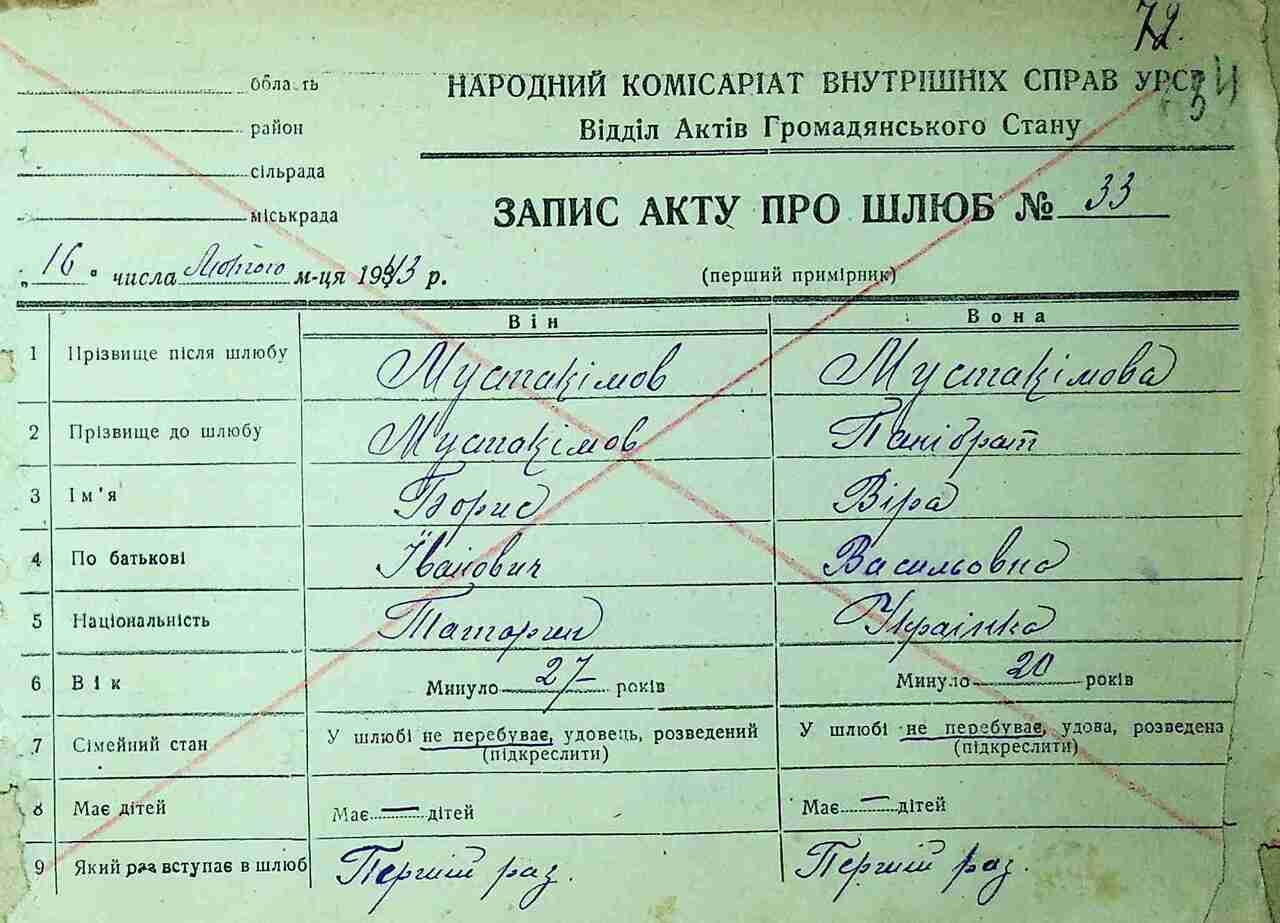 72.
34
Область
район
сільрада
міськрада
НАРОДНИЙ КОМІСАРІАТ ВНУТРІШНІХ СПРАВ УРСР
Відділ Актів Громадянського Стану
ЗАПИС АКТУ ПРО ШЛЮБ № 33
„16" числа Лютого м-ця 1943 р.
(перший примірник)
Він Вона
1 Прізвище після шлюбу Мустакімов Мустакімова
2 Прізвище до шлюбу Мустакімов Панібрат
3 Ім'я Борис Віра
4 По батькові Іванович Васильовна
5 Національність Татарин Українка
6 Вік Минуло 27 років Минуло 20 років
7 Сімейний стан У шлюбі не перебуває, удовець, розведений У шлюбі не перебуває, удова, розведена
(підкреслити) (підкреслити)
8 Має дітей Має — дітей Має — дітей
9 Який раз вступає в шлюб Перший раз. Перший раз.